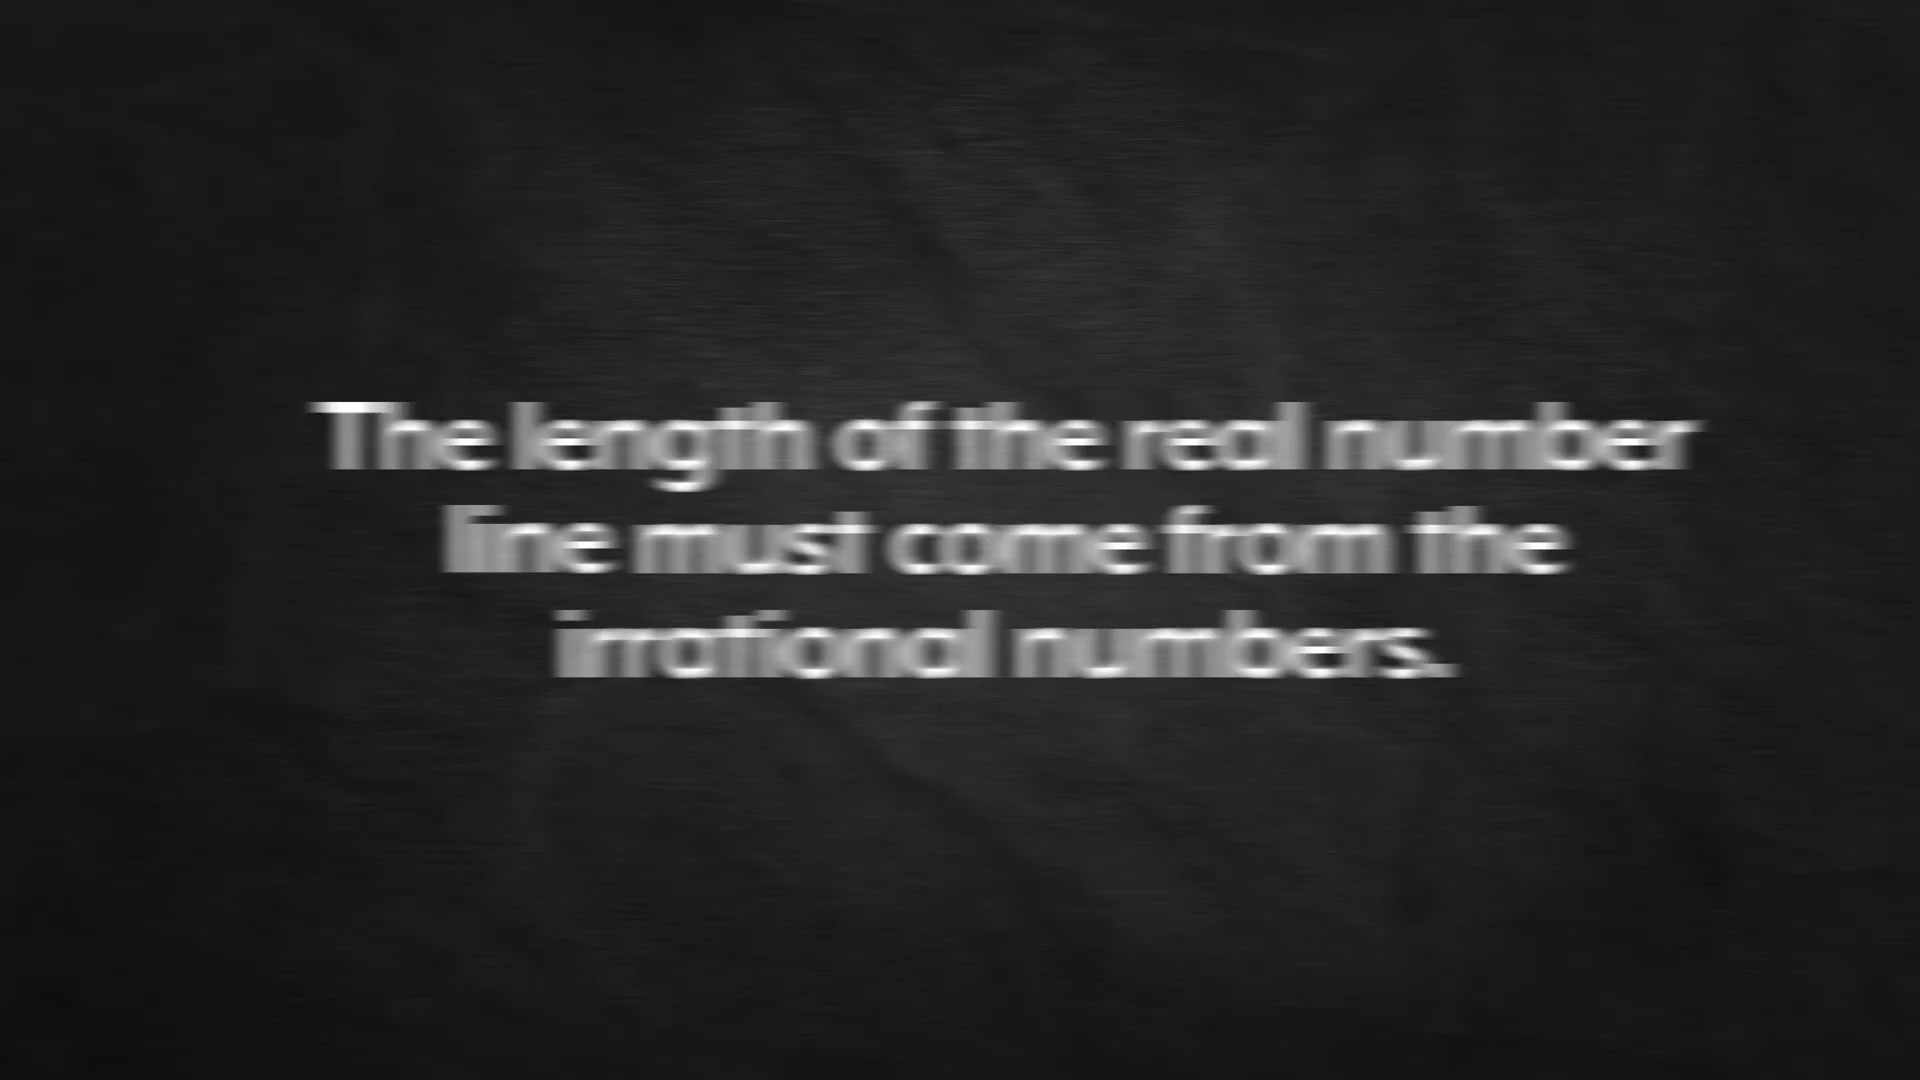 The length of the real number
line must come from the
irrational numbers.